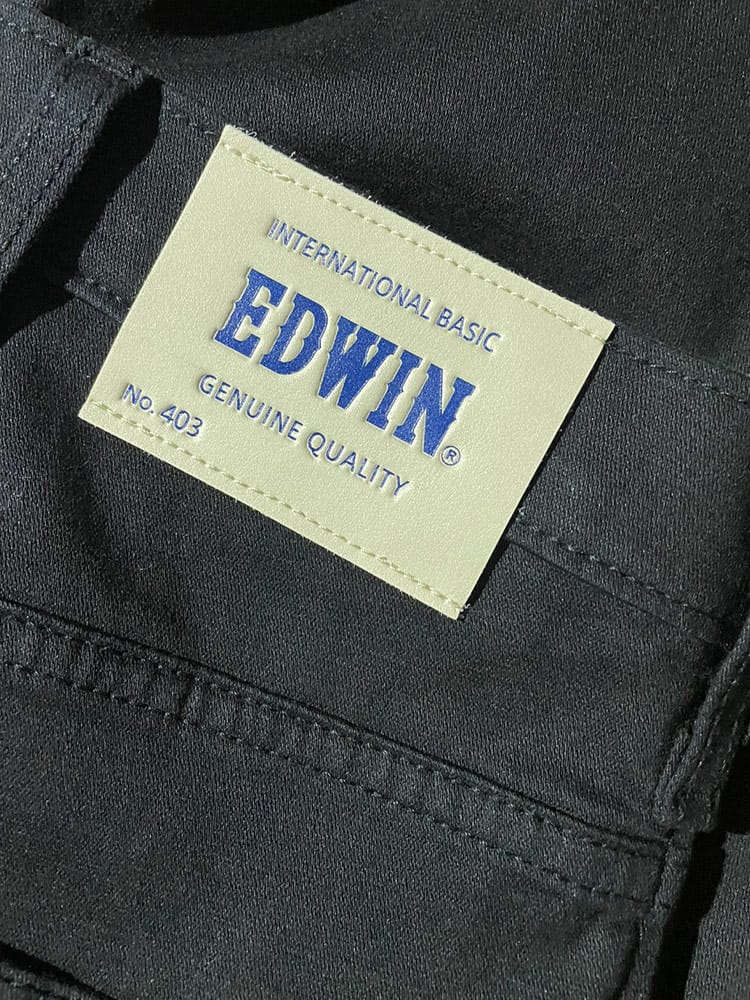 INTERNATIONAL BASIC
EDWIN®
GENUINE QUALITY
No. 403